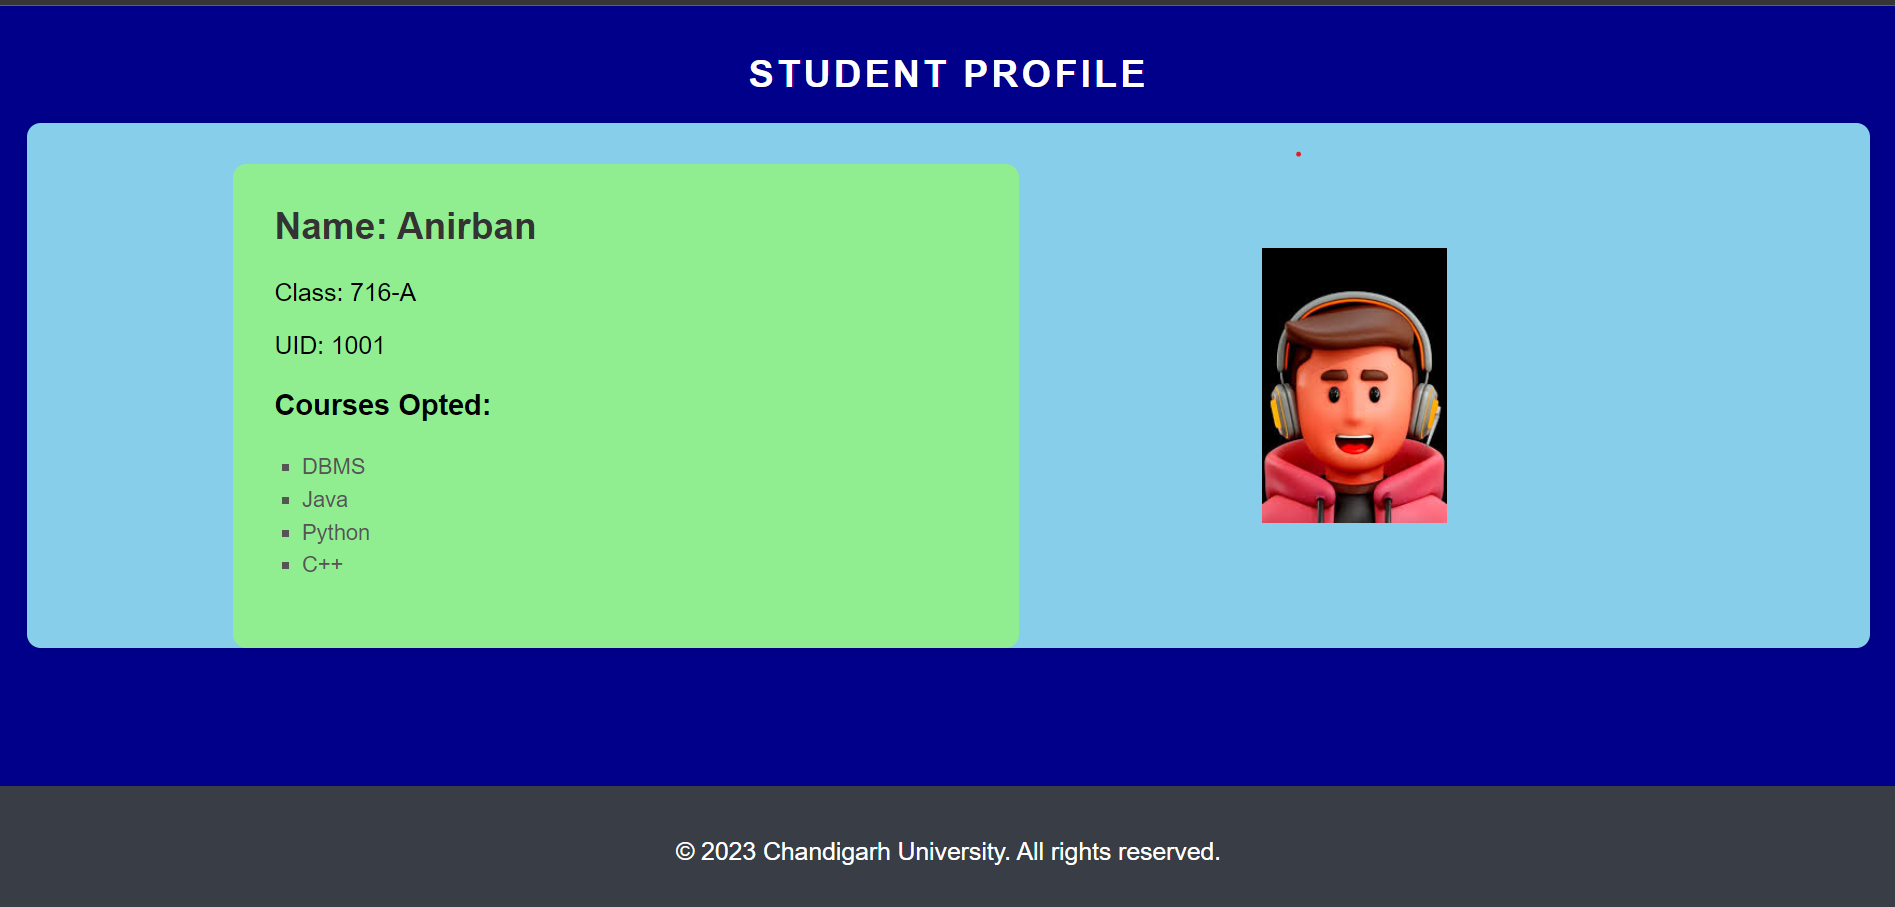 STUDENT PROFILE
Name: Anirban
Class: 716-A
UID: 1001
Courses Opted:
DBMS
Java
Python
C++
© 2023 Chandigarh University. All rights reserved.